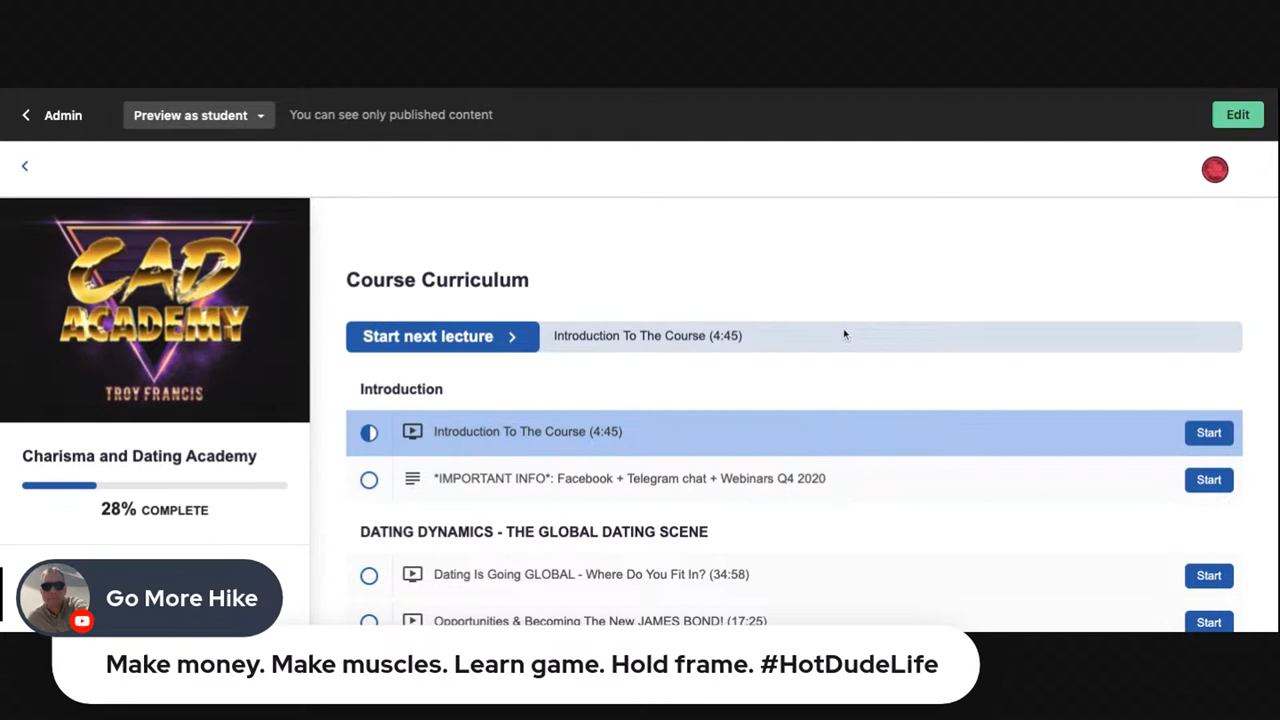 Admin
Preview as student
You can see only published content
Edit
CAD
ACADEMY
TROY FRANCIS
Charisma and Dating Academy
28% COMPLETE
Course Curriculum
Start next lecture
Introduction To The Course (4:45)
Introduction
Introduction To The Course (4:45)
Start
*IMPORTANT INFO*: Facebook + Telegram chat + Webinars Q4 2020
Start
DATING DYNAMICS - THE GLOBAL DATING SCENE
Dating Is Going GLOBAL - Where Do You Fit In? (34:58)
Start
Opportunities & Becoming The New JAMES BOND! (17:25)
Start
Go More Hike
Make money. Make muscles. Learn game. Hold frame. #HotDudeLife